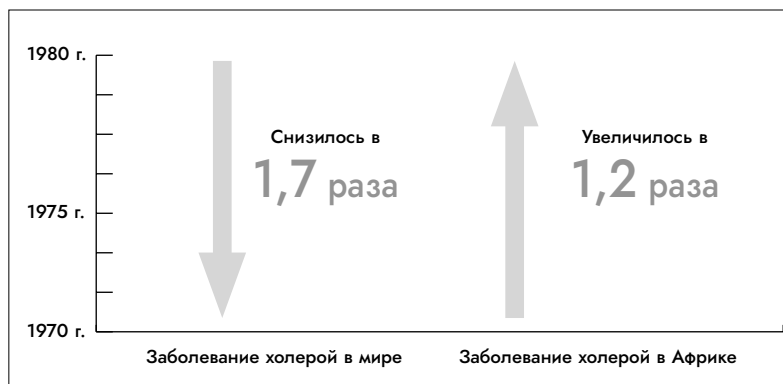 1980 г.
1975 г.
1970 г.
Снизилось в
1,7 раза
Увеличилось в
1,2 раза
Заболевание холерой в мире
Заболевание холерой в Африке